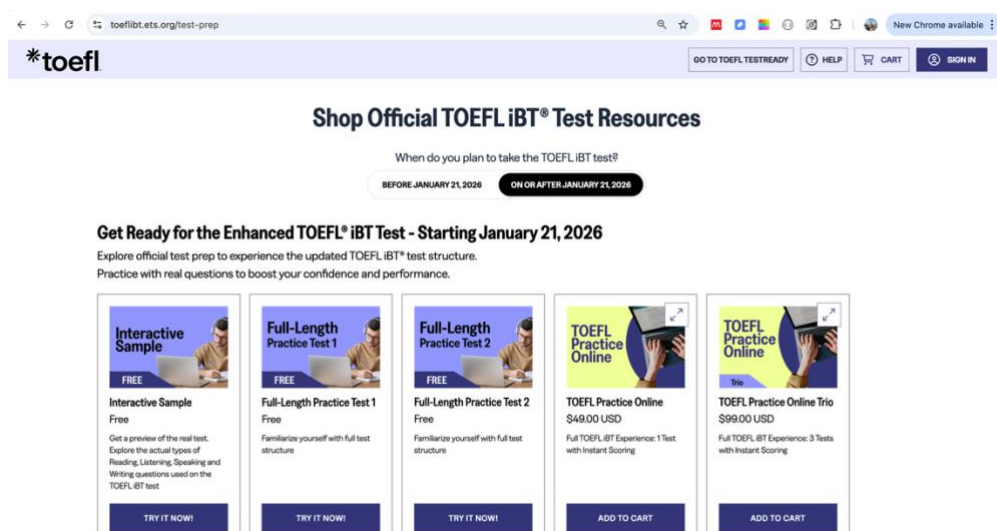 toeflibt.ets.org/test-prep
New Chrome available
*toefl
GO TO TOEFL TESTREADY
HELP
CART
SIGN IN
Shop Official TOEFL iBT® Test Resources
When do you plan to take the TOEFL iBT test?
BEFORE JANUARY 21, 2026
ON OR AFTER JANUARY 21, 2026
Get Ready for the Enhanced TOEFL® iBT Test - Starting January 21, 2026
Explore official test prep to experience the updated TOEFL iBT® test structure.
Practice with real questions to boost your confidence and performance.
Interactive
Sample
FREE
Interactive Sample
Free
Get a preview of the real test.
Explore the actual types of
Reading, Listening, Speaking and
Writing questions used on the
TOEFL iBT test
TRY IT NOW!
Full-Length
Practice Test 1
FREE
Full-Length Practice Test 1
Free
Familiarize yourself with full test
structure
TRY IT NOW!
Full-Length
Practice Test 2
FREE
Full-Length Practice Test 2
Free
Familiarize yourself with full test
structure
TRY IT NOW!
TOEFL
Practice
Online
TOEFL Practice Online
$49.00 USD
Full TOEFL iBT Experience: 1 Test
with Instant Scoring
ADD TO CART
TOEFL
Practice
Online
Trio
TOEFL Practice Online Trio
$99.00 USD
Full TOEFL iBT Experience: 3 Tests
with Instant Scoring
ADD TO CART